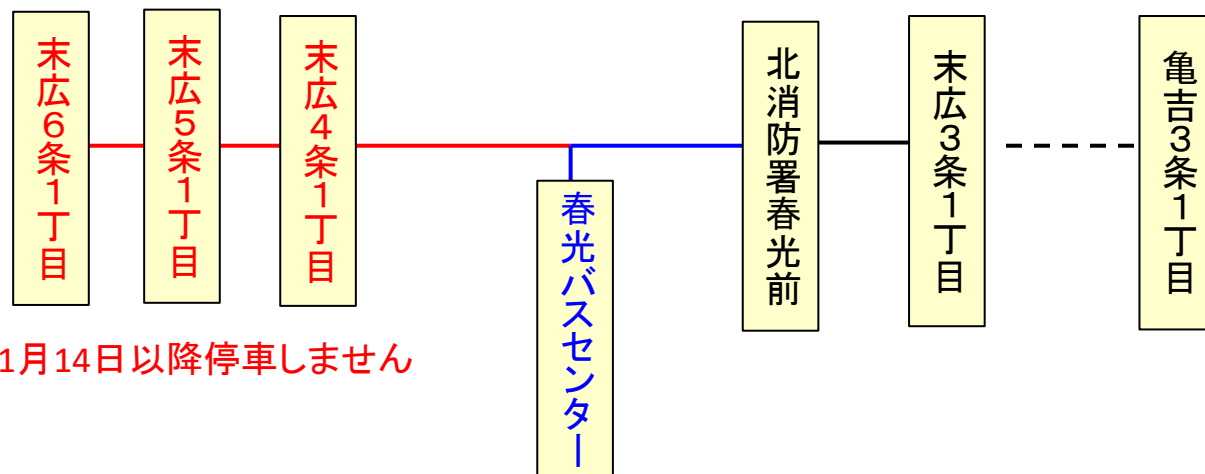 末広６条１丁目
末広５条１丁目
末広４条１丁目
春光バスセンター
北消防署春光前
末広３条１丁目
亀吉３条１丁目
1月14日以降停車しません